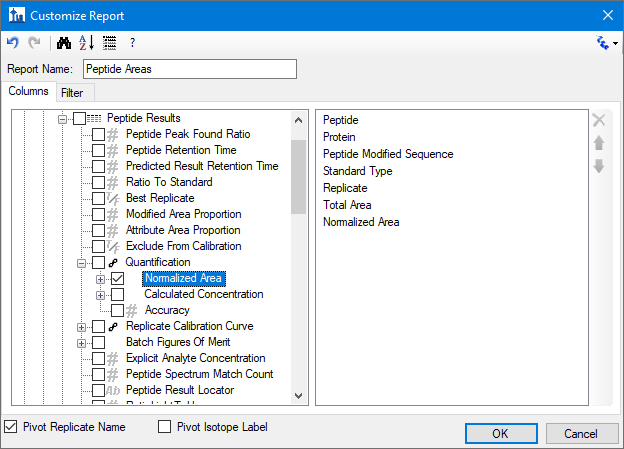 Customize Report
?
Report Name: Peptide Areas
Columns Filter
Peptide Results
Peptide Peak Found Ratio
Peptide Retention Time
Predicted Result Retention Time
Ratio To Standard
Best Replicate
Modified Area Proportion
Attribute Area Proportion
Exclude From Calibration
Quantification
Normalized Area
Calculated Concentration
Accuracy
Replicate Calibration Curve
Batch Figures Of Merit
Explicit Analyte Concentration
Peptide Spectrum Match Count
Peptide Result Locator
Peptide
Protein
Peptide Modified Sequence
Standard Type
Replicate
Total Area
Normalized Area
Pivot Replicate Name Pivot Isotope Label
OK Cancel